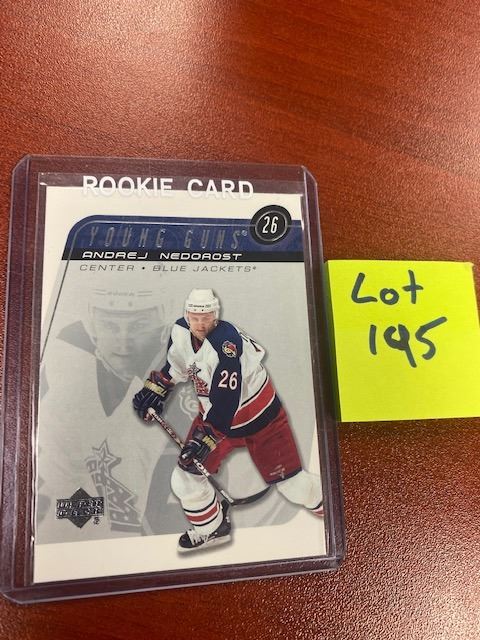 ROOKIE CARD
YOUNG GUNS®
26
ANDREJ NEDOROST
CENTER • BLUE JACKETS®
26
UPPER DECK
Lot
195